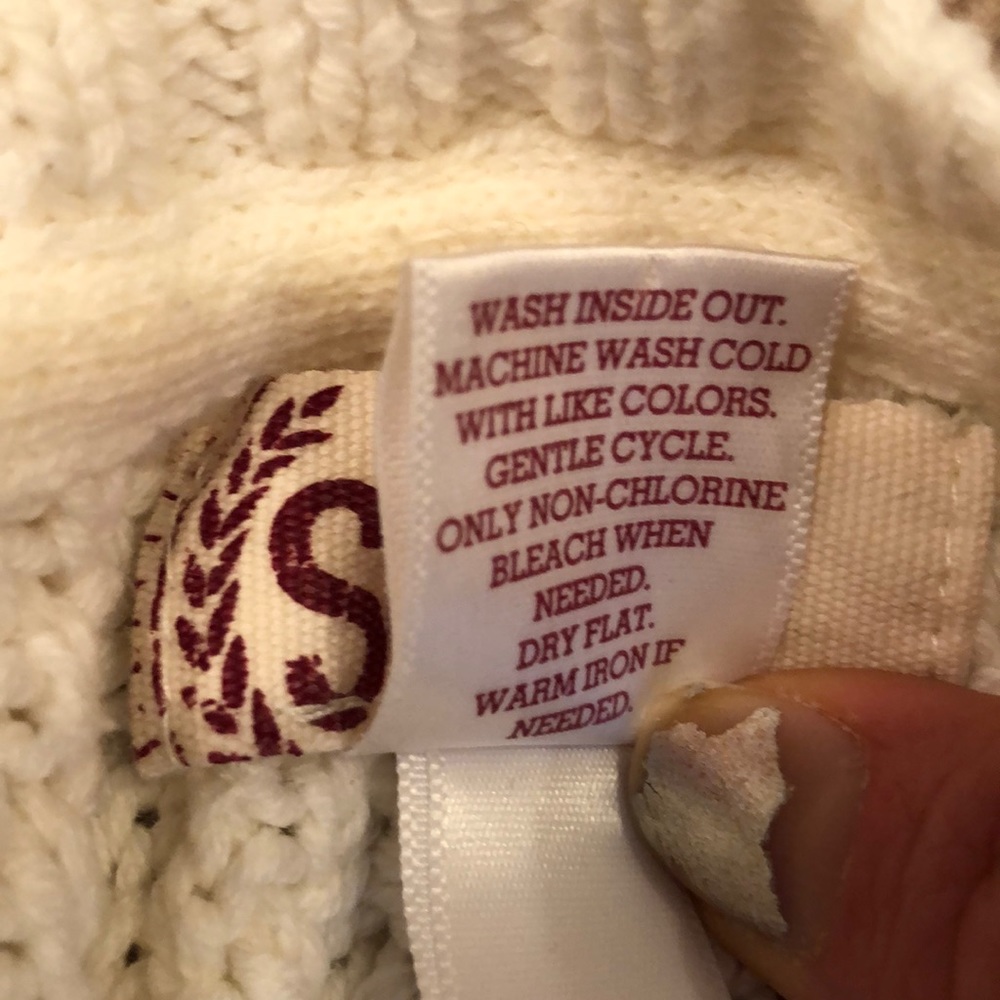 WASH INSIDE OUT.
MACHINE WASH COLD
WITH LIKE COLORS.
GENTLE CYCLE.
ONLY NON-CHLORINE
BLEACH WHEN
NEEDED.
DRY FLAT.
WARM IRON IF
NEEDED.
S